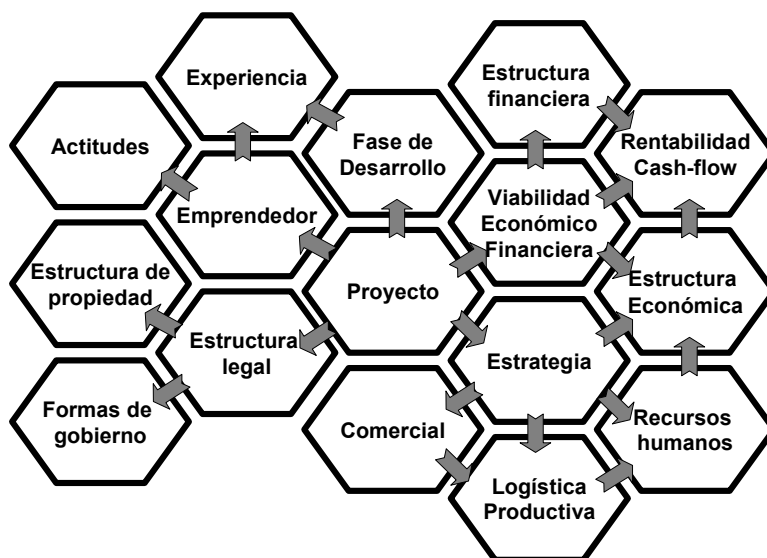 Experiencia
Estructura
financiera
Actitudes
Fase de
Desarrollo
Rentabilidad
Cash-flow
Emprendedor
Viabilidad
Económico
Financiera
Estructura de
propiedad
Proyecto
Estructura
Económica
Estructura
legal
Estrategia
Formas de
gobierno
Comercial
Recursos
humanos
Logística
Productiva